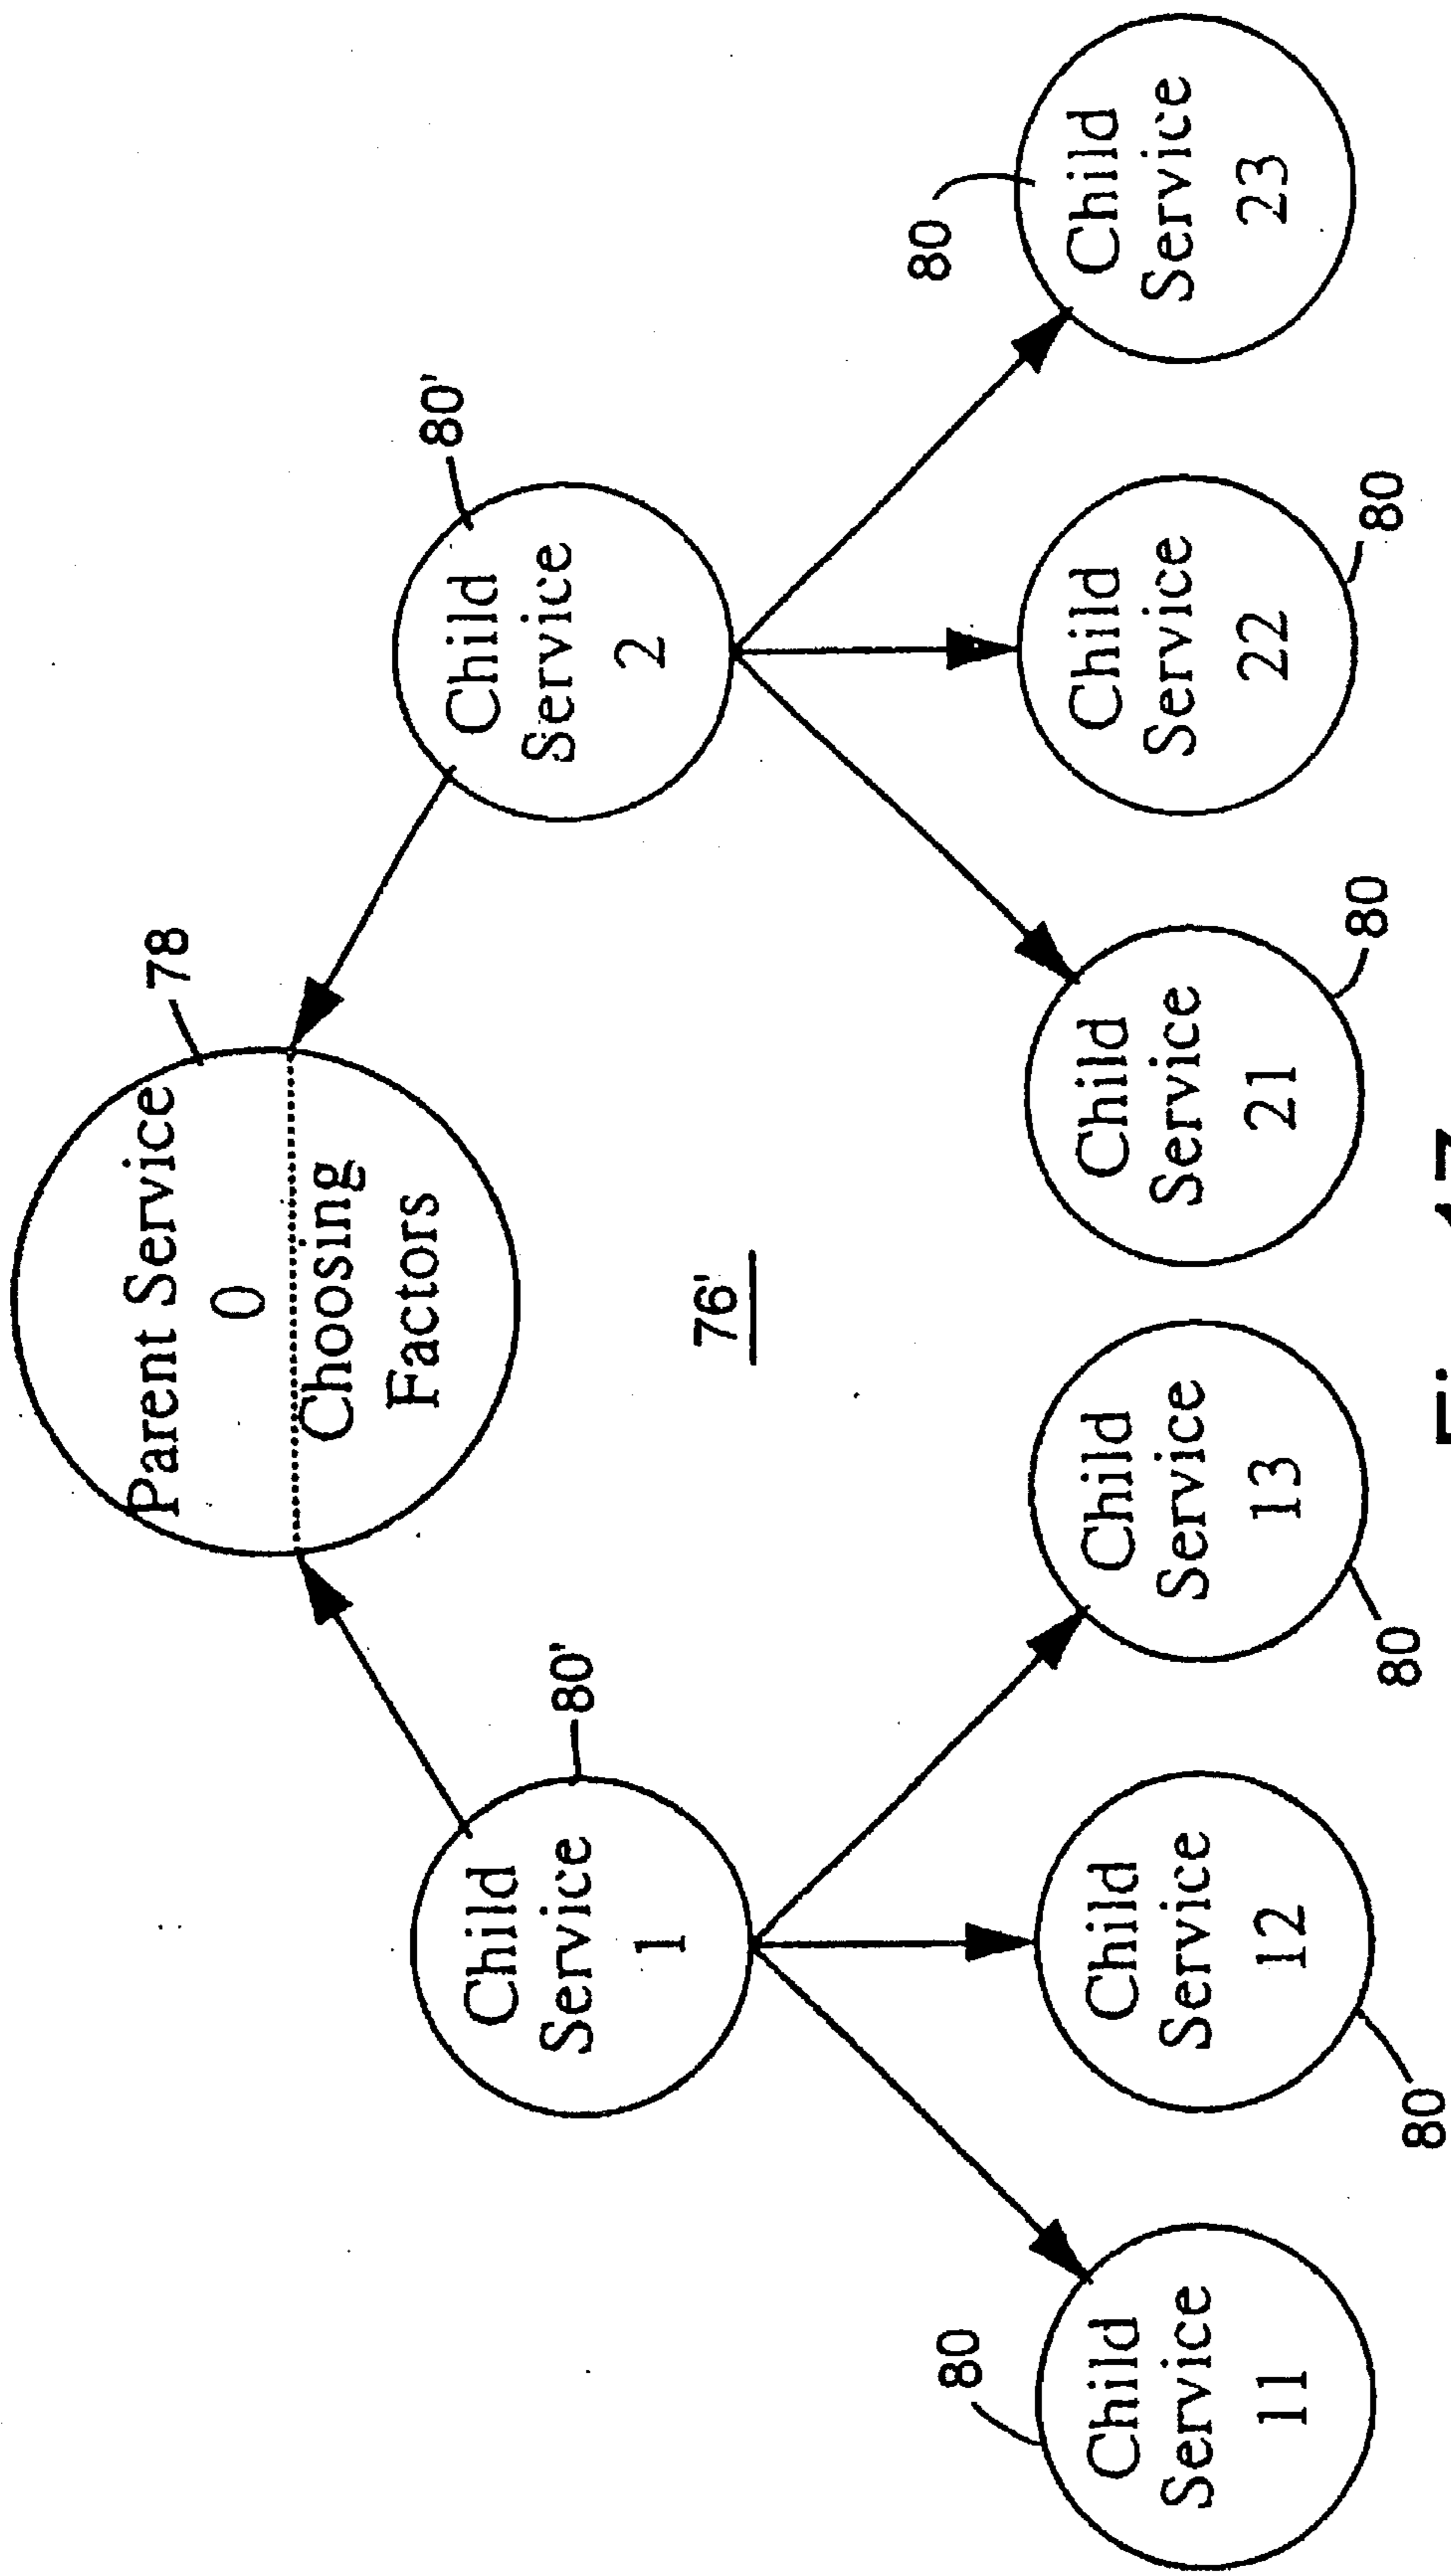 Parent Service
0
Choosing
Factors
78
Child
Service
1
80'
Child
Service
2
80'
76'
Child
Service
11
80
Child
Service
12
80
Child
Service
13
80
Child
Service
21
80
Child
Service
22
80
Child
Service
23
80